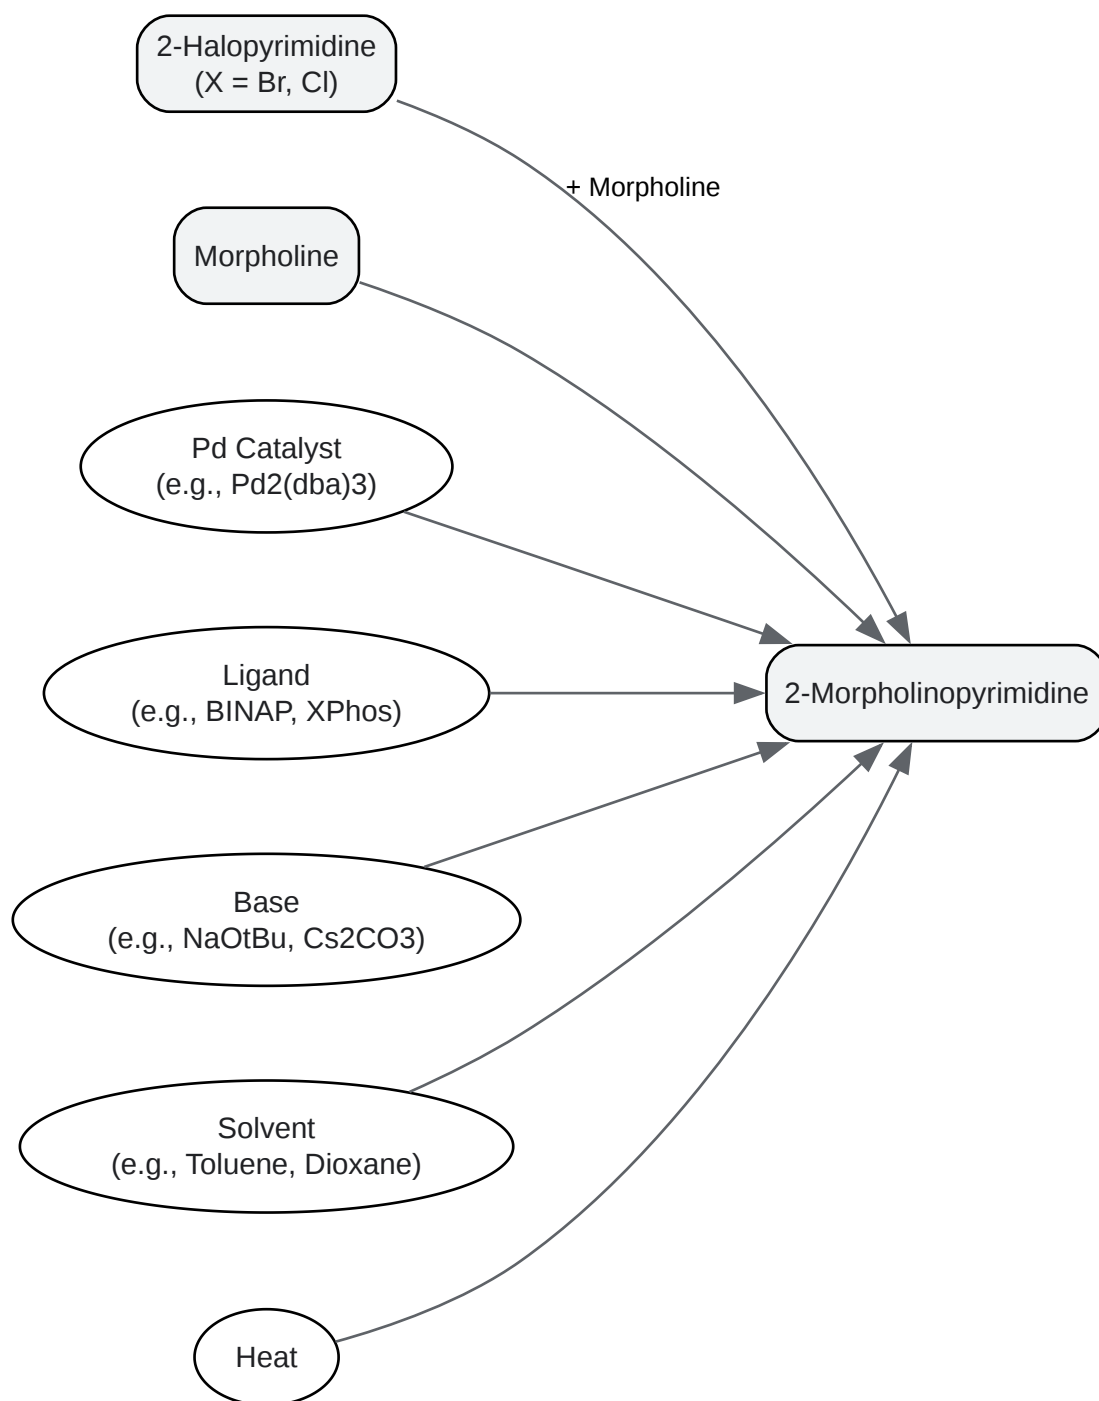 2-Halopyrimidine
(X = Br, Cl)
+ Morpholine
Morpholine
Pd Catalyst
(e.g., Pd2(dba)3)
Ligand
(e.g., BINAP, XPhos)
2-Morpholinopyrimidine
Base
(e.g., NaOtBu, Cs2CO3)
Solvent
(e.g., Toluene, Dioxane)
Heat